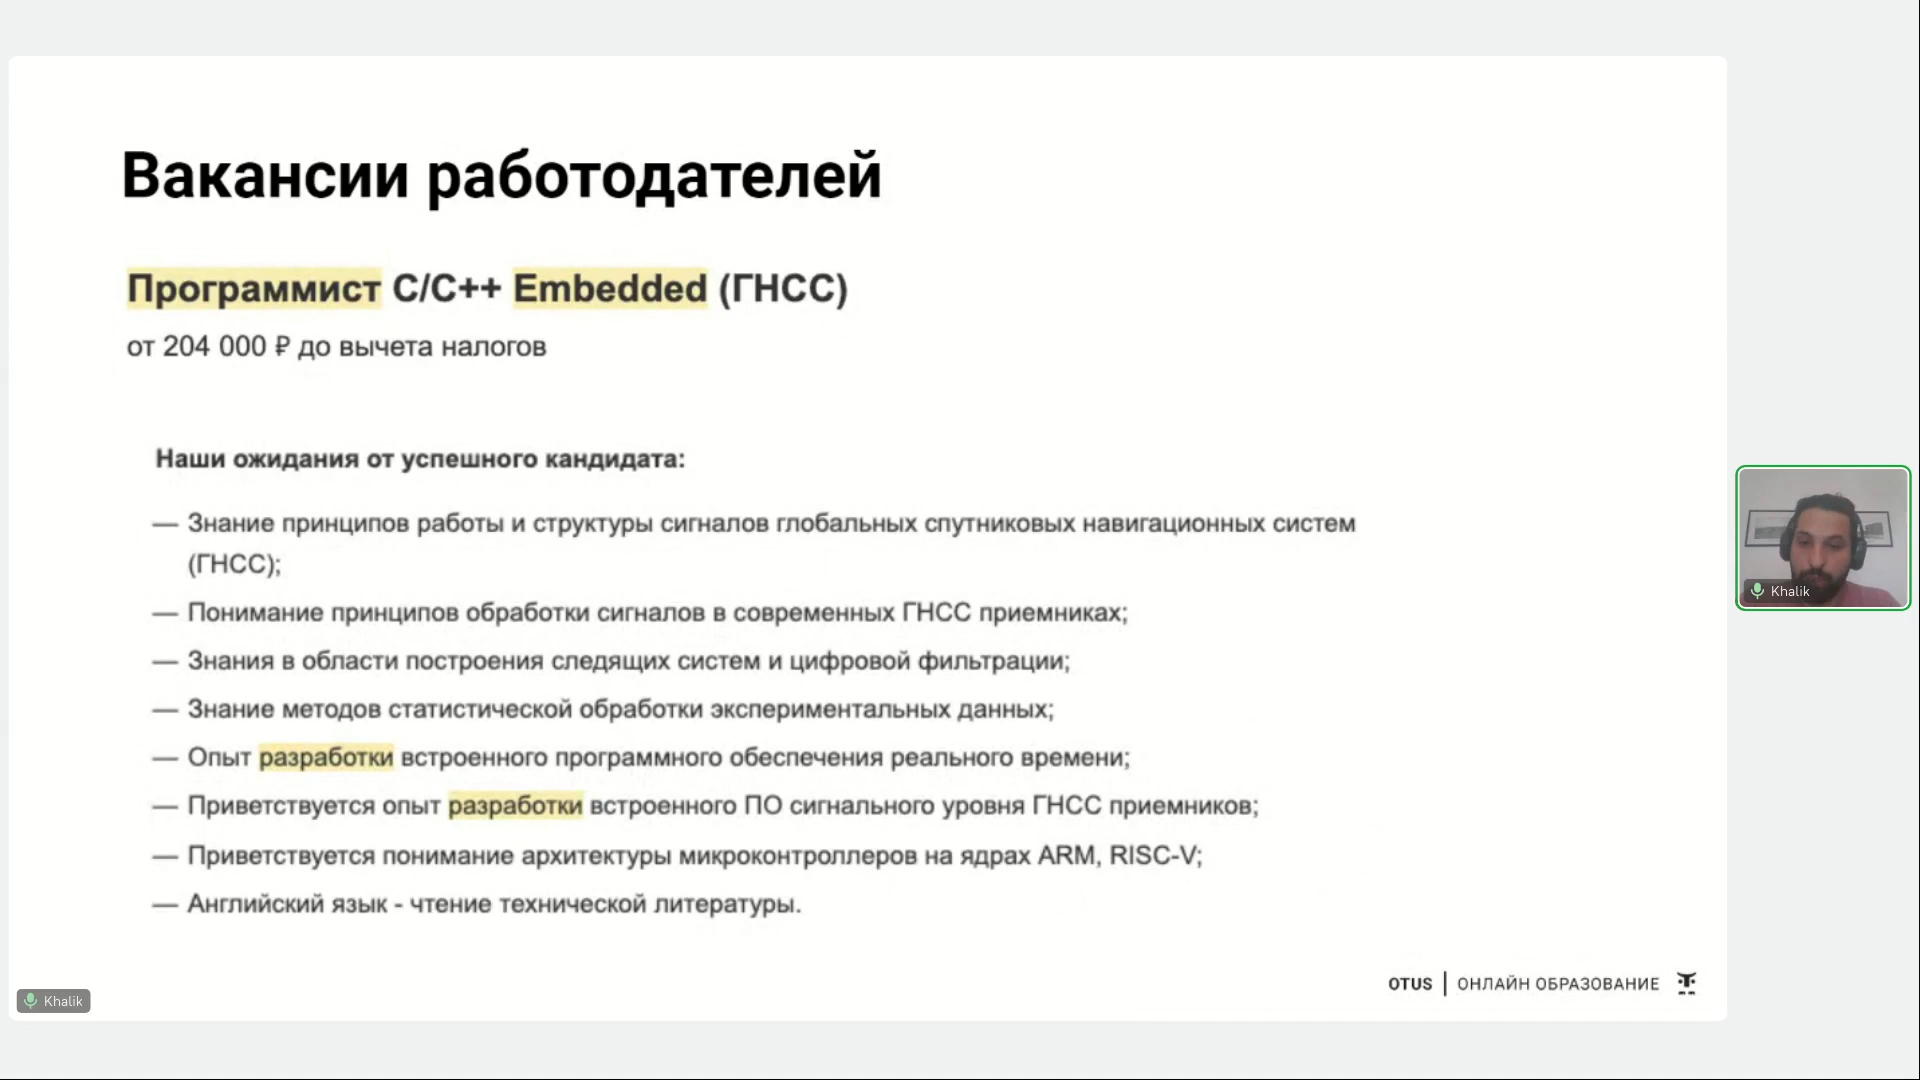 Вакансии работодателей
Программист C/C++ Embedded (ГНСС)
от 204 000 ₽ до вычета налогов
Наши ожидания от успешного кандидата:
— Знание принципов работы и структуры сигналов глобальных спутниковых навигационных систем
(ГНСС);
— Понимание принципов обработки сигналов в современных ГНСС приемниках;
— Знания в области построения следящих систем и цифровой фильтрации;
— Знание методов статистической обработки экспериментальных данных;
— Опыт разработки встроенного программного обеспечения реального времени;
— Приветствуется опыт разработки встроенного ПО сигнального уровня ГНСС приемников;
— Приветствуется понимание архитектуры микроконтроллеров на ядрах ARM, RISC-V;
— Английский язык - чтение технической литературы.
OTUS | ОНЛАЙН ОБРАЗОВАНИЕ
Khalik
Khalik